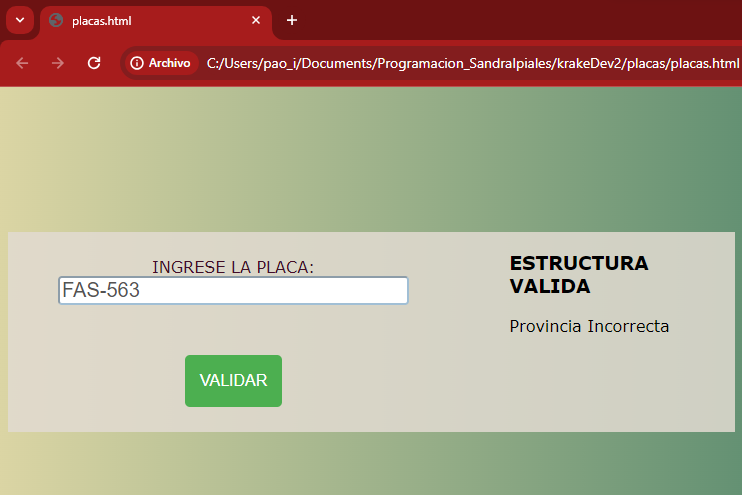 placas.html
Archivo
C:/Users/pao_i/Documents/Programacion_SandraIpiales/krakeDev2/placas/placas.html
INGRESE LA PLACA:
FAS-563
VALIDAR
ESTRUCTURA
VALIDA
Provincia Incorrecta